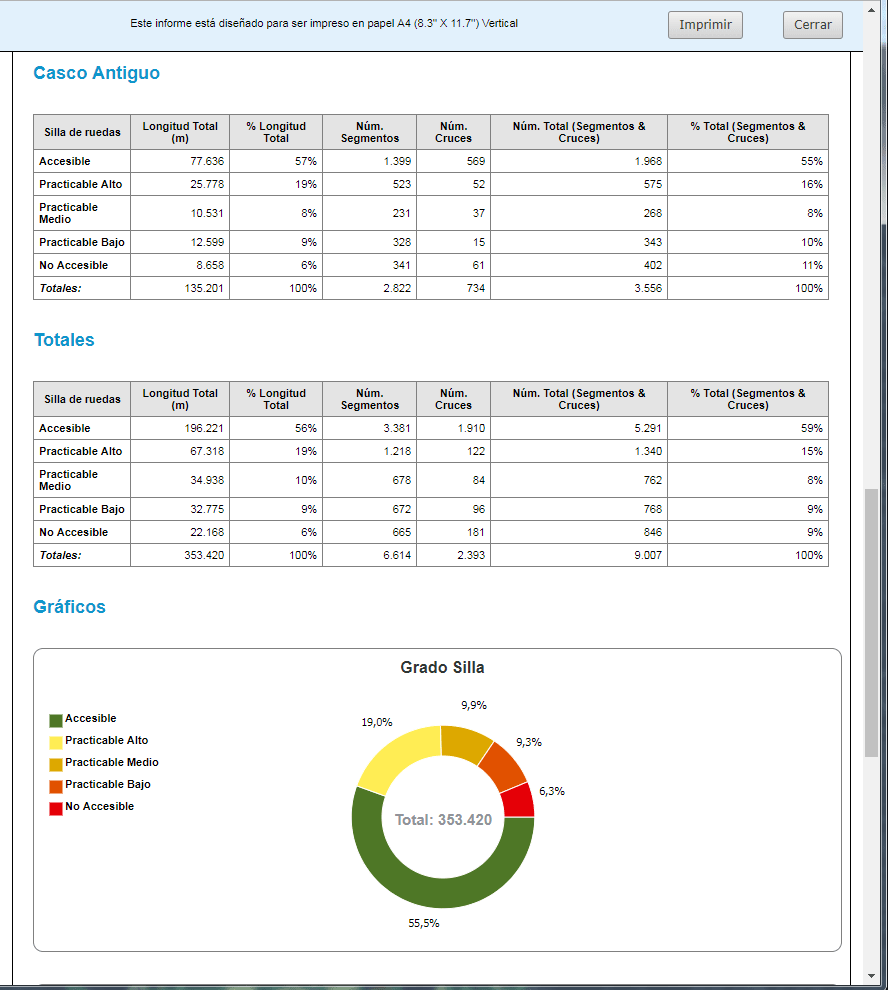 Este informe está diseñado para ser impreso en papel A4 (8.3" X 11.7") Vertical
Imprimir
Cerrar
Casco Antiguo
Silla de ruedas Longitud Total (m) % Longitud Total Núm. Segmentos Núm. Cruces Núm. Total (Segmentos & Cruces) % Total (Segmentos & Cruces)
Accesible 77.636 57% 1.399 569 1.968 55%
Practicable Alto 25.778 19% 523 52 575 16%
Practicable Medio 10.531 8% 231 37 268 8%
Practicable Bajo 12.599 9% 328 15 343 10%
No Accesible 8.658 6% 341 61 402 11%
Totales: 135.201 100% 2.822 734 3.556 100%
Totales
Silla de ruedas Longitud Total (m) % Longitud Total Núm. Segmentos Núm. Cruces Núm. Total (Segmentos & Cruces) % Total (Segmentos & Cruces)
Accesible 196.221 56% 3.381 1.910 5.291 59%
Practicable Alto 67.318 19% 1.218 122 1.340 15%
Practicable Medio 34.938 10% 678 84 762 8%
Practicable Bajo 32.775 9% 672 96 768 9%
No Accesible 22.168 6% 665 181 846 9%
Totales: 353.420 100% 6.614 2.393 9.007 100%
Gráficos
Grado Silla
Accesible
Practicable Alto
Practicable Medio
Practicable Bajo
No Accesible
9,9%
19,0%
9,3%
6,3%
Total: 353.420
55,5%